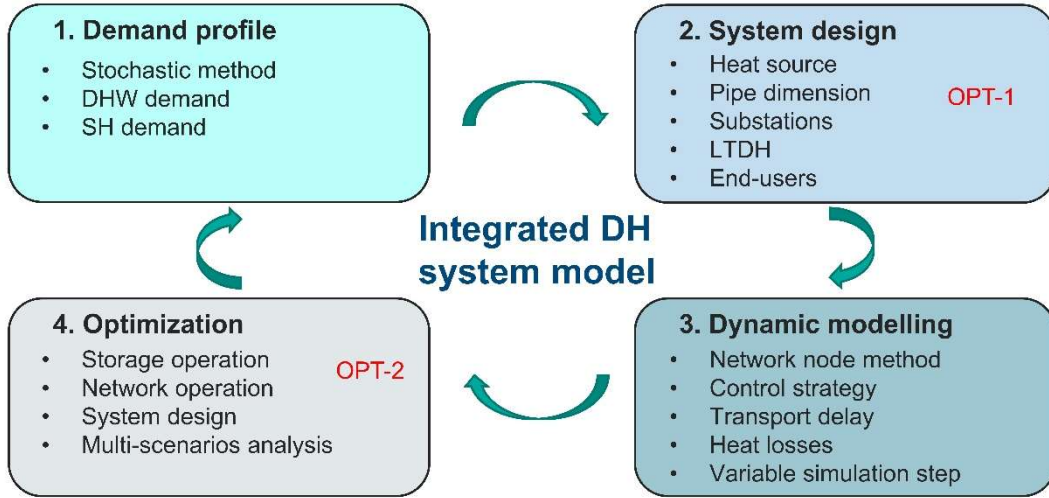 1. Demand profile
• Stochastic method
• DHW demand
• SH demand
2. System design
• Heat source
• Pipe dimension
• Substations
• LTDH
• End-users
OPT-1
Integrated DH
system model
4. Optimization
• Storage operation
• Network operation
• System design
• Multi-scenarios analysis
OPT-2
3. Dynamic modelling
• Network node method
• Control strategy
• Transport delay
• Heat losses
• Variable simulation step